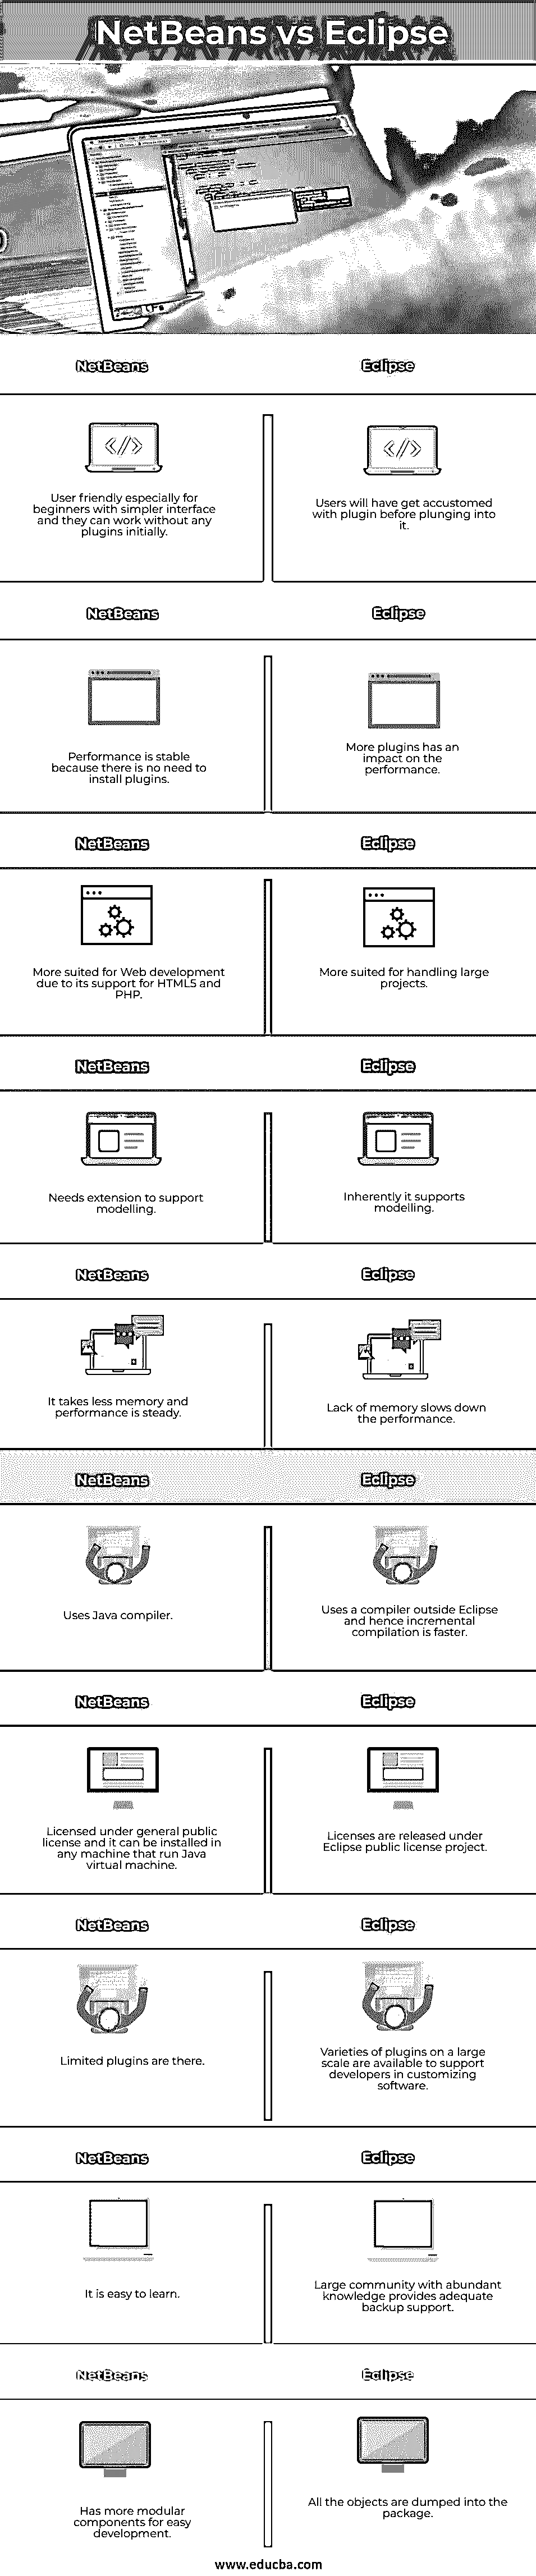 NetBeans vs Eclipse
NetBeans
Eclipse
User friendly especially for
beginners with simpler interface
and they can work without any
plugins initially.
Users will have get accustomed
with plugin before plunging into
it.
NetBeans
Eclipse
Performance is stable
because there is no need to
install plugins.
More plugins has an
impact on the
performance.
NetBeans
Eclipse
More suited for Web development
due to its support for HTML5 and
PHP.
More suited for handling large
projects.
NetBeans
Eclipse
Needs extension to support
modelling.
Inherently it supports
modelling.
NetBeans
Eclipse
It takes less memory and
performance is steady.
Lack of memory slows down
the performance.
NetBeans
Eclipse
Uses Java compiler.
Uses a compiler outside Eclipse
and hence incremental
compilation is faster.
NetBeans
Eclipse
Licensed under general public
license and it can be installed in
any machine that run Java
virtual machine.
Licenses are released under
Eclipse public license project.
NetBeans
Eclipse
Limited plugins are there.
Varieties of plugins on a large
scale are available to support
developers in customizing
software.
NetBeans
Eclipse
It is easy to learn.
Large community with abundant
knowledge provides adequate
backup support.
NetBeans
Eclipse
Has more modular
components for easy
development.
All the objects are dumped into the
package.
www.educba.com